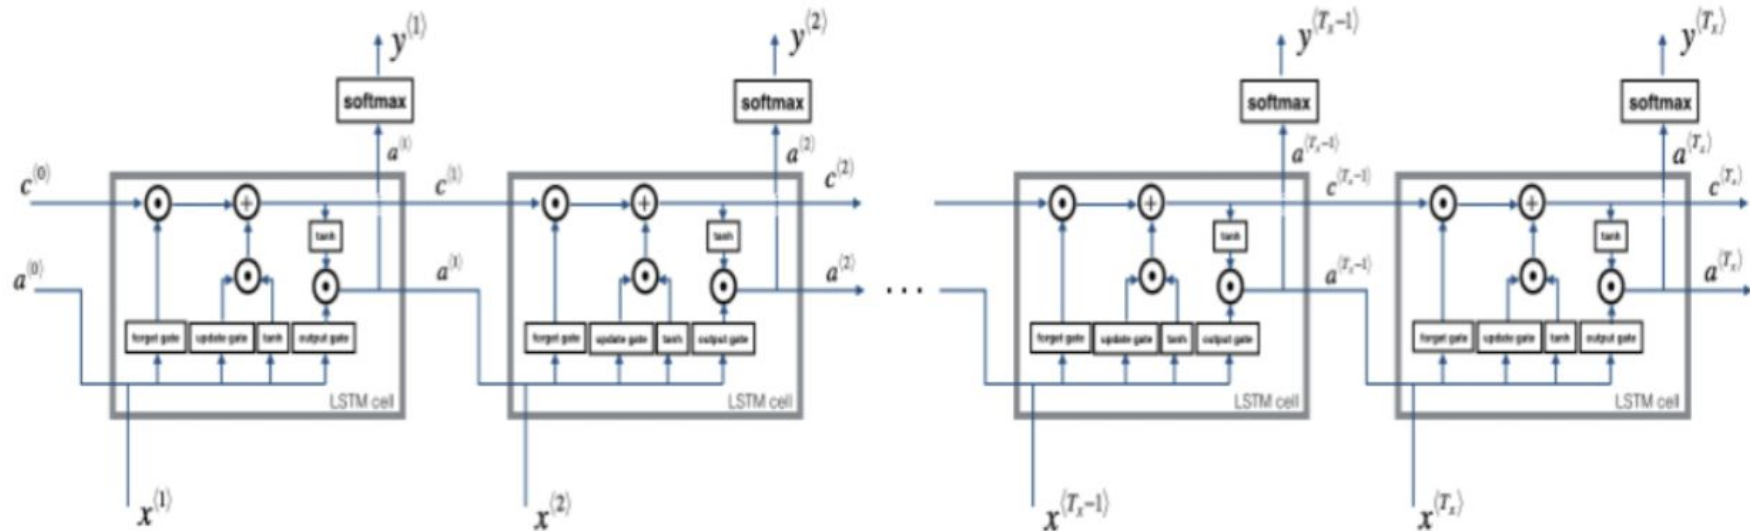 y⟨1⟩ y⟨2⟩ y⟨Tx−1⟩ y⟨Tx⟩
softmax softmax softmax softmax
a⟨1⟩ a⟨2⟩ a⟨Tx−1⟩ a⟨Tx⟩
c⟨0⟩ c⟨1⟩ c⟨2⟩ c⟨Tx−1⟩ c⟨Tx⟩
tanh tanh tanh tanh
a⟨0⟩ a⟨1⟩ a⟨2⟩ ... a⟨Tx−1⟩ a⟨Tx⟩
forget gate update gate tanh output gate forget gate update gate tanh output gate forget gate update gate tanh output gate forget gate update gate tanh output gate
LSTM cell LSTM cell LSTM cell LSTM cell
x⟨1⟩ x⟨2⟩ x⟨Tx−1⟩ x⟨Tx⟩